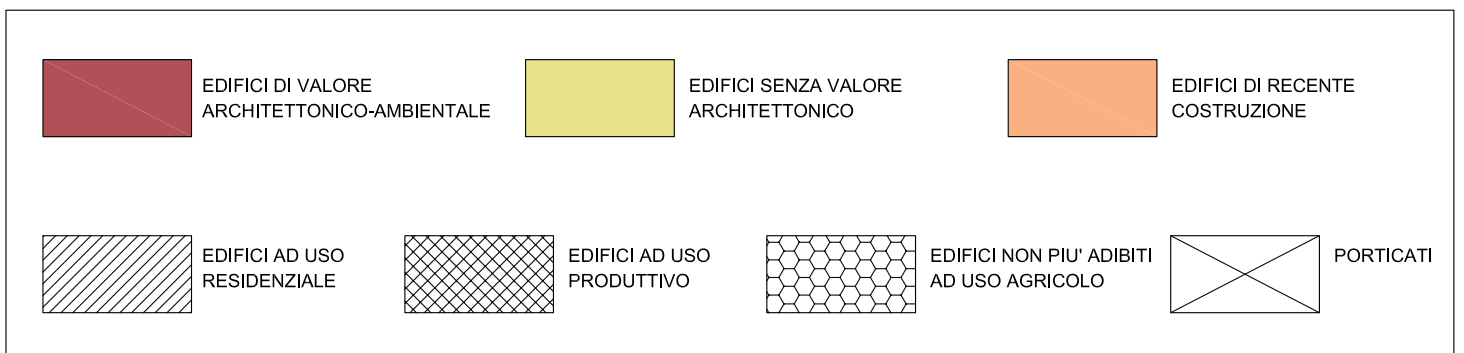 EDIFICI DI VALORE
ARCHITETTONICO-AMBIENTALE
EDIFICI SENZA VALORE
ARCHITETTONICO
EDIFICI DI RECENTE
COSTRUZIONE
EDIFICI AD USO
RESIDENZIALE
EDIFICI AD USO
PRODUTTIVO
EDIFICI NON PIU' ADIBITI
AD USO AGRICOLO
PORTICATI